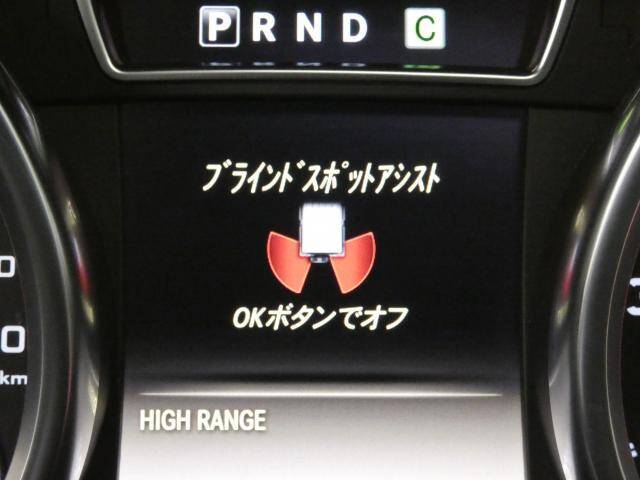 P R N D C
ﾌﾞﾗｲﾝﾄﾞｽﾎﾟｯﾄｱｼｽﾄ
OKボタンでオフ
HIGH RANGE
km